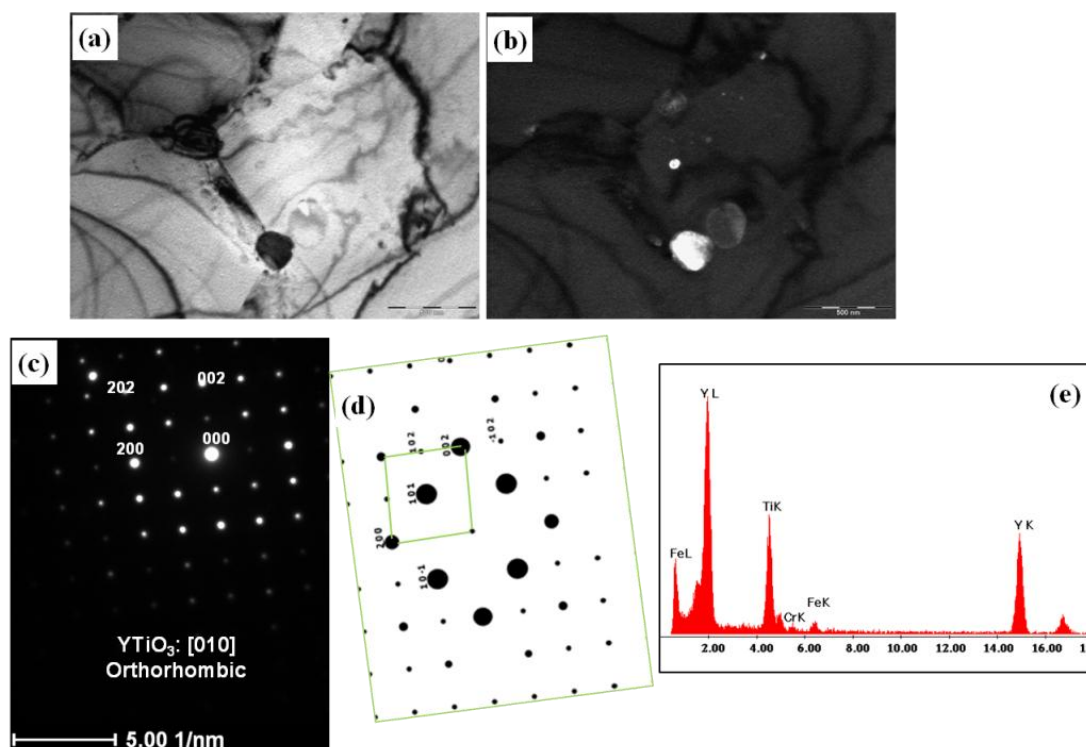 (a)
(b)
500 nm
(c)
202
002
200
000
YTiO₃: [010]
Orthorhombic
5.00 1/nm
(d)
102
002
-102
101
200
10-1
(e)
Y L
TiK
Y K
FeL
CrK
FeK
2.00 4.00 6.00 8.00 10.00 12.00 14.00 16.00